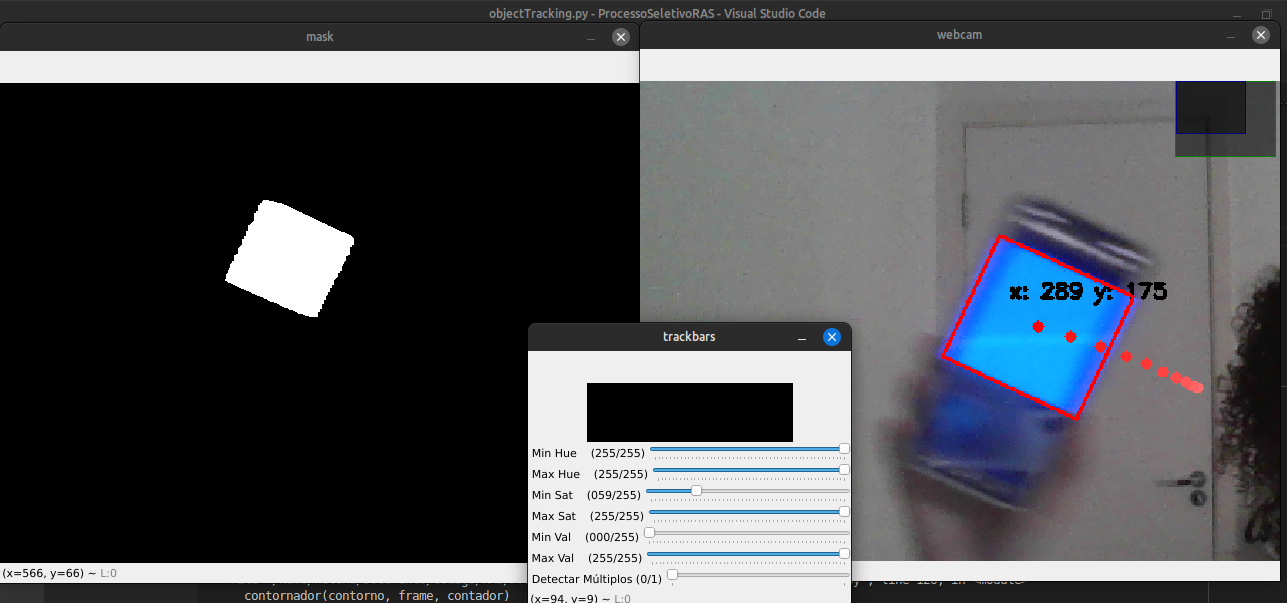 objectTracking.py - ProcessoSeletivoRAS - Visual Studio Code
mask
webcam
x: 289 y: 175
trackbars
Min Hue (255/255)
Max Hue (255/255)
Min Sat (059/255)
Max Sat (255/255)
Min Val (000/255)
Max Val (255/255)
Detectar Múltiplos (0/1)
(x=94, y=9) ~ L:0
(x=566, y=66) ~ L:0
contornador(contorno, frame, contador)